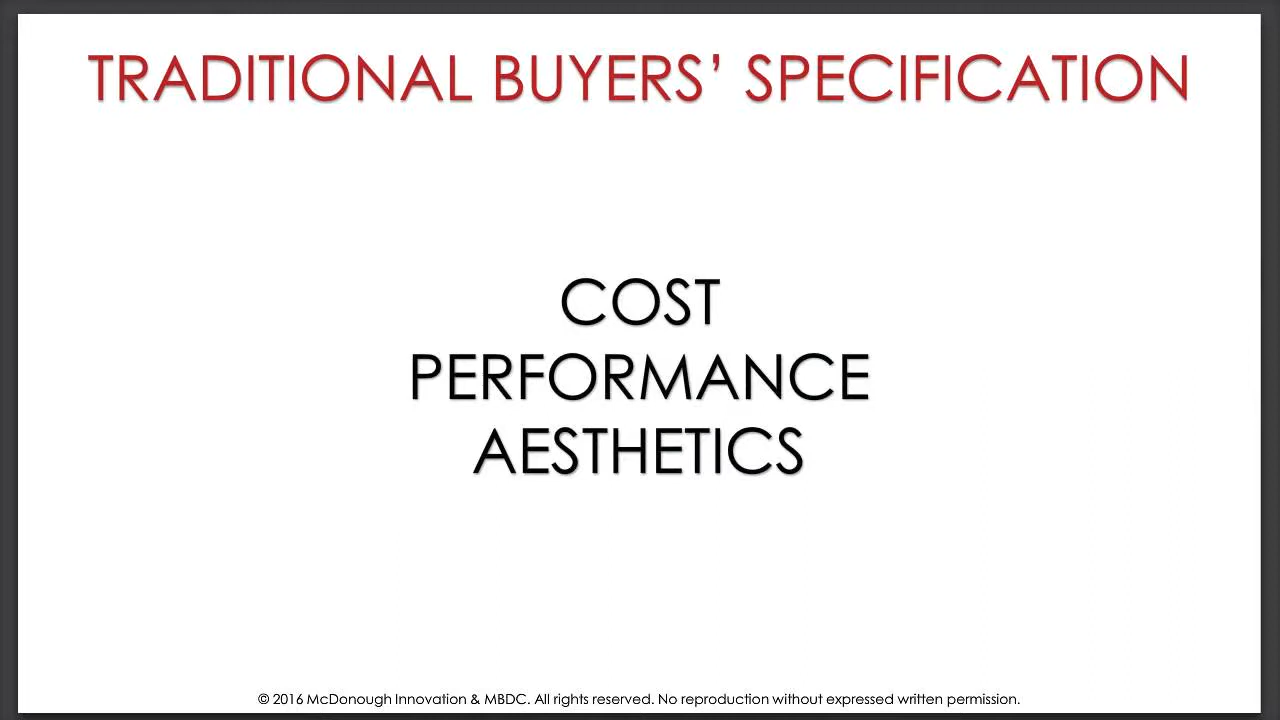 TRADITIONAL BUYERS’ SPECIFICATION
COST
PERFORMANCE
AESTHETICS
© 2016 McDonough Innovation & MBDC. All rights reserved. No reproduction without expressed written permission.